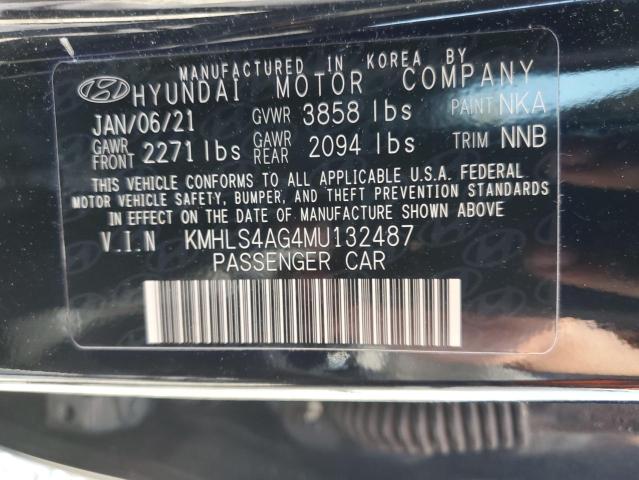 MANUFACTURED IN KOREA BY
HYUNDAI MOTOR COMPANY
JAN/06/21 GVWR 3858 lbs PAINT NKA
GAWR FRONT 2271 lbs GAWR REAR 2094 lbs TRIM NNB
THIS VEHICLE CONFORMS TO ALL APPLICABLE U.S.A. FEDERAL
MOTOR VEHICLE SAFETY, BUMPER, AND THEFT PREVENTION STANDARDS
IN EFFECT ON THE DATE OF MANUFACTURE SHOWN ABOVE
V.I.N KMHLS4AG4MU132487
PASSENGER CAR